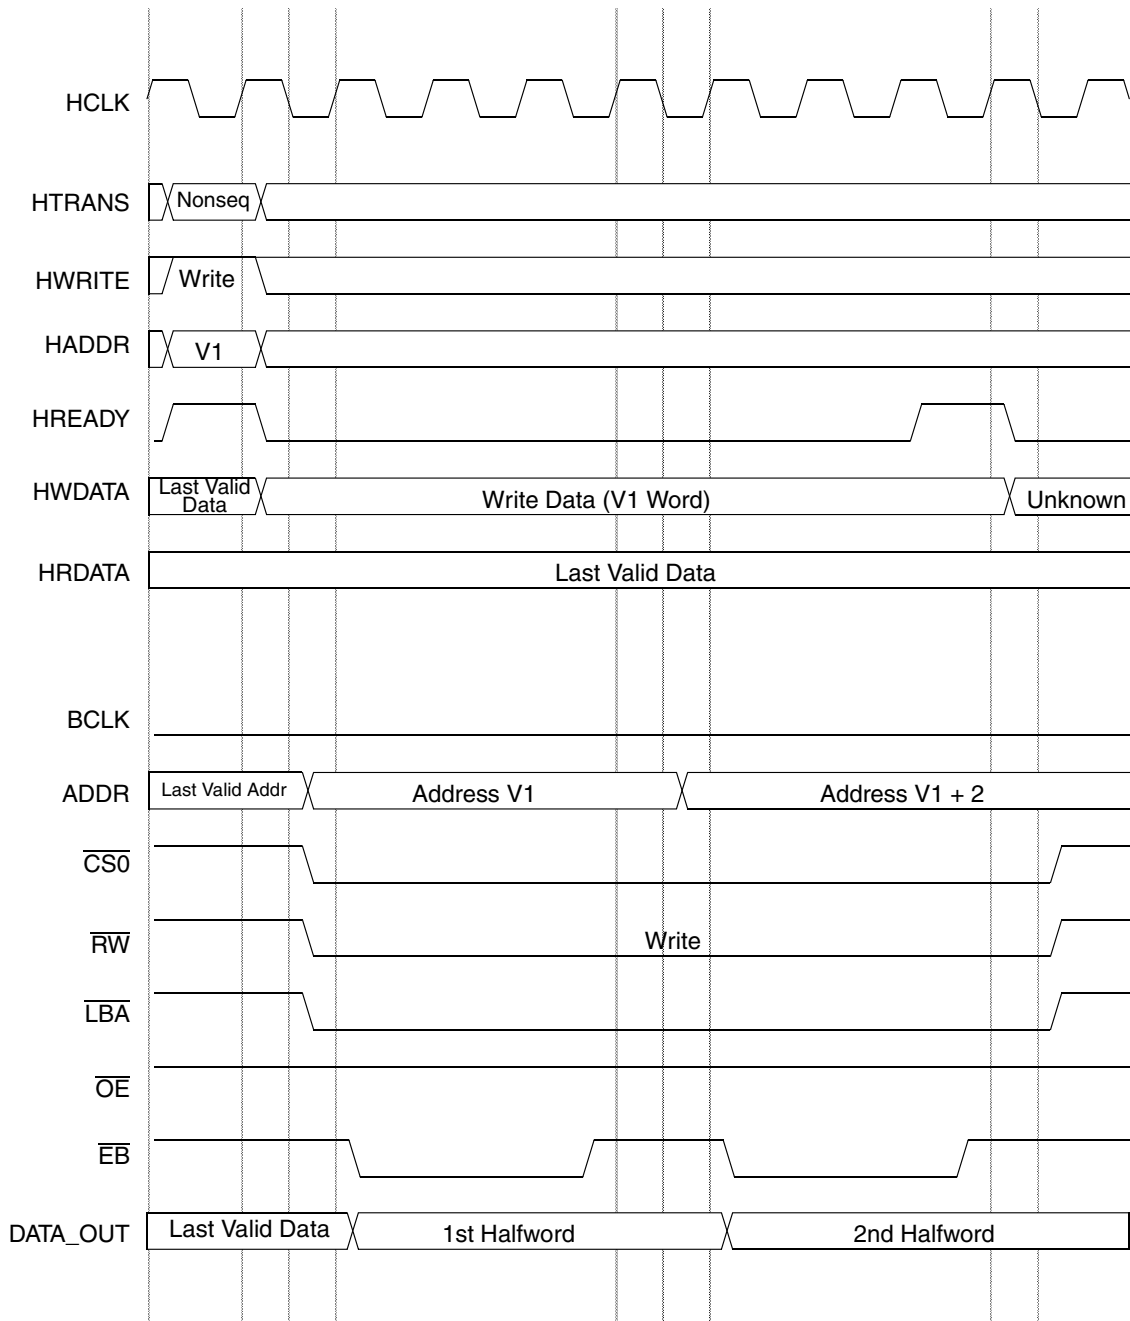 HCLK
HTRANS
Nonseq
HWRITE
Write
HADDR
V1
HREADY
HWDATA
Last Valid
Data
Write Data (V1 Word)
Unknown
HRDATA
Last Valid Data
BCLK
ADDR
Last Valid Addr
Address V1
Address V1 + 2
CS0
RW
Write
LBA
OE
EB
DATA_OUT
Last Valid Data
1st Halfword
2nd Halfword